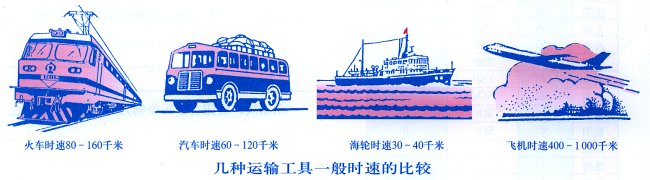 火车时速80～160千米
汽车时速60～120千米
海轮时速30～40千米
飞机时速400～1 000千米
几种运输工具一般时速的比较